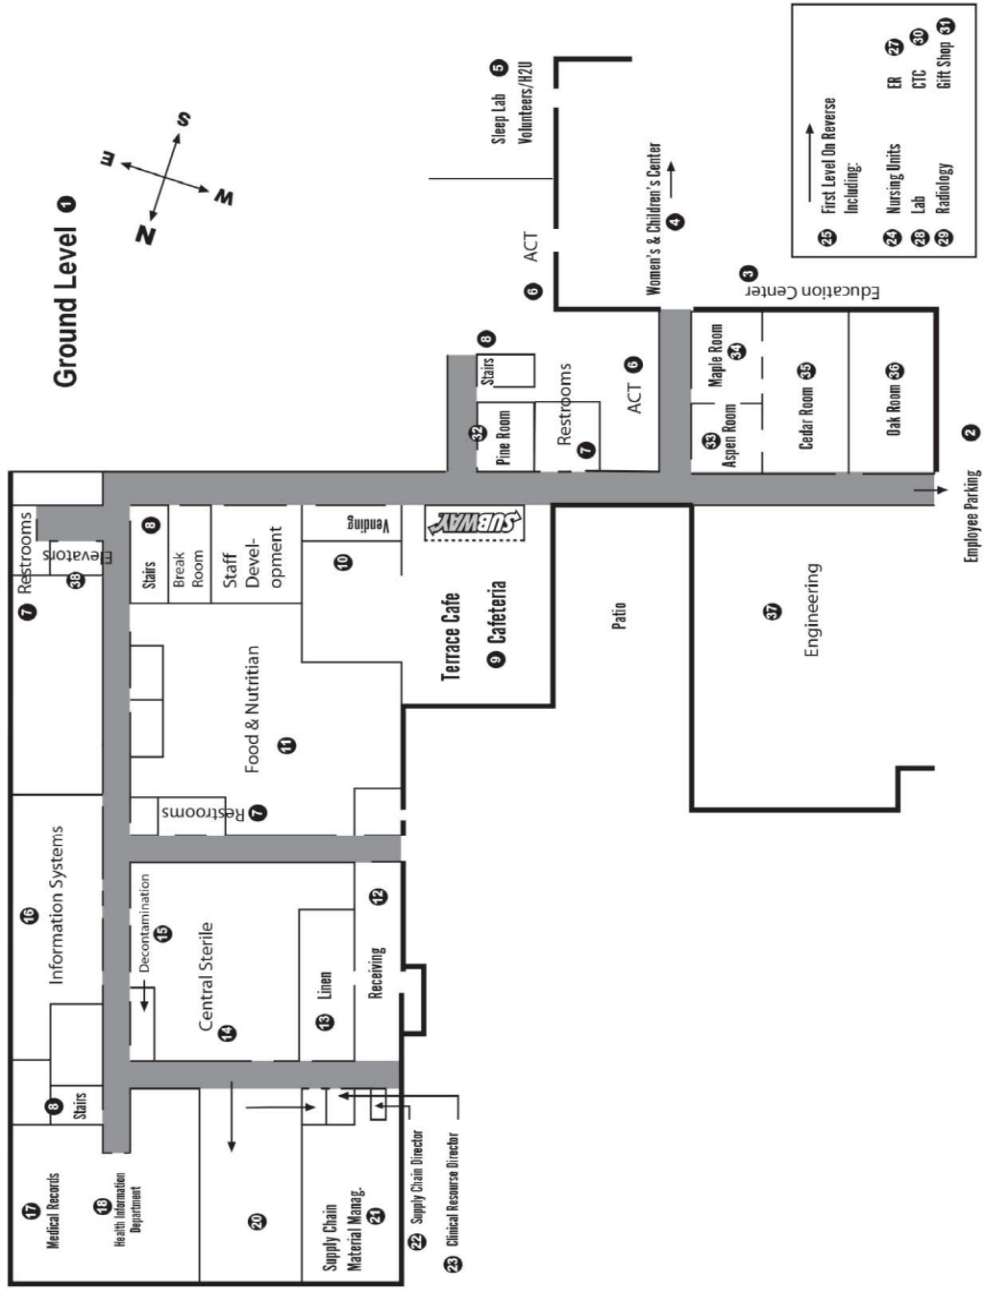 Ground Level 1
N
E
S
W
17
Medical Records
18
Health Information
Department
8
Stairs
16
Information Systems
7
Restrooms
Elevators
38
20
Supply Chain
Material Manag.
21
22 Supply Chain Director
23 Clinical Resourse Director
Decontamination
15
Central Sterile
14
Linen
13
Receiving
12
Restrooms
7
Food & Nutritian
11
Stairs
8
Break
Room
Staff
Devel-
opment
Vending
10
SUBWAY
Terrace Cafe
9 Cafeteria
Patio
37
Engineering
Stairs
8
32
Pine Room
Restrooms
7
ACT
6
6
ACT
Sleep Lab 5
Volunteers/H2U
Women's & Children's Center
4
3
Education Center
33
Aspen Room
Maple Room
34
Cedar Room 35
Oak Room 36
Employee Parking 2
25 First Level On Reverse
Including:
24 Nursing Units ER 27
28 Lab CTC 30
29 Radiology Gift Shop 31